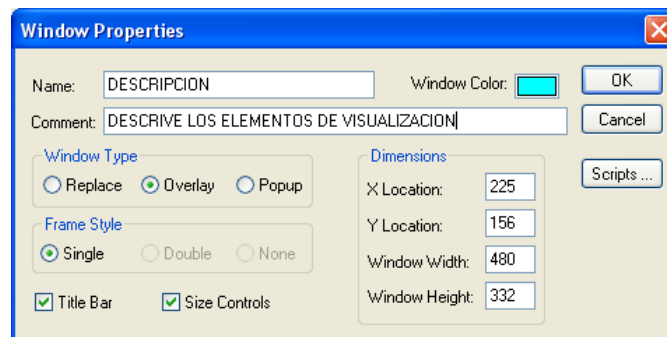 Window Properties
Name: DESCRIPCION Window Color: OK
Comment: DESCRIVE LOS ELEMENTOS DE VISUALIZACION Cancel
Window Type Dimensions Scripts ...
Replace Overlay Popup X Location: 225
Frame Style Y Location: 156
Single Double None Window Width: 480
Title Bar Size Controls Window Height: 332